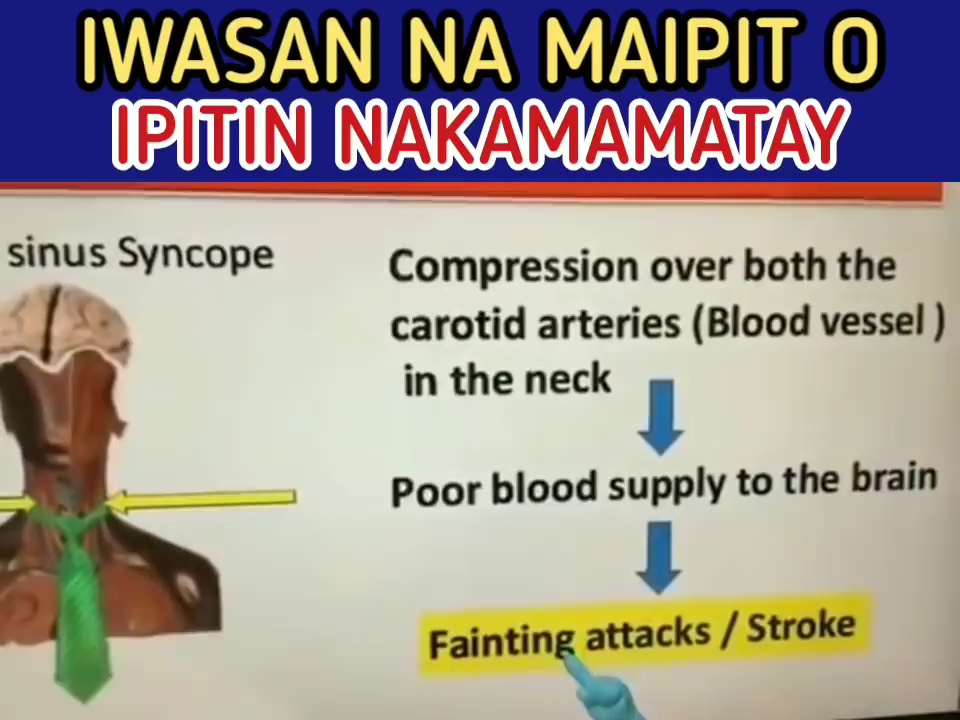 IWASAN NA MAIPIT O
IPITIN NAKAMAMATAY
sinus Syncope
Compression over both the
carotid arteries (Blood vessel )
in the neck
Poor blood supply to the brain
Fainting attacks / Stroke